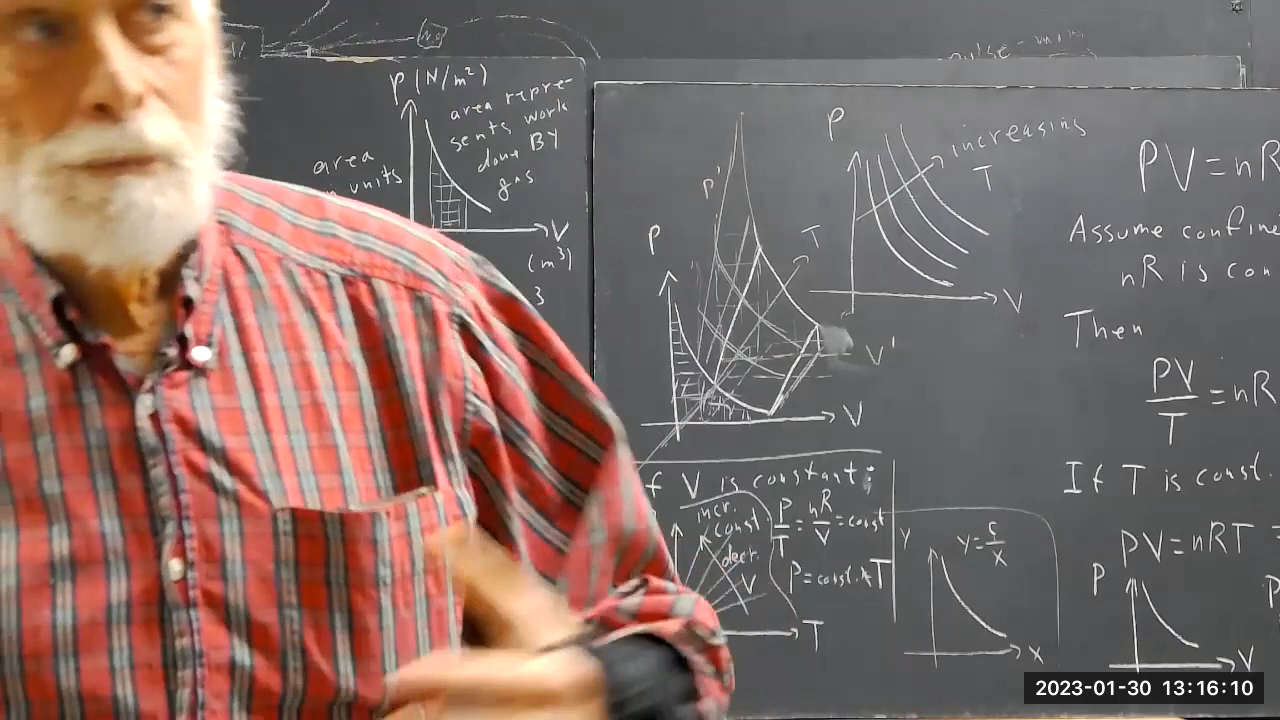 P (N/m²)
area repre-
sents work
done BY
gas
area
units
V
(m³)
3
P
increasing
T
V
P'
P
T
V'
V
PV=nR
Assume confine
nR is con
Then
PV/T = nR
If T is const.
PV=nRT =
P
V
f V is constant;
incr.
const
decr.
V
T
P/T = nR/V = const
P=const.*T
Y
y=5/x
X
2023-01-30 13:16:10